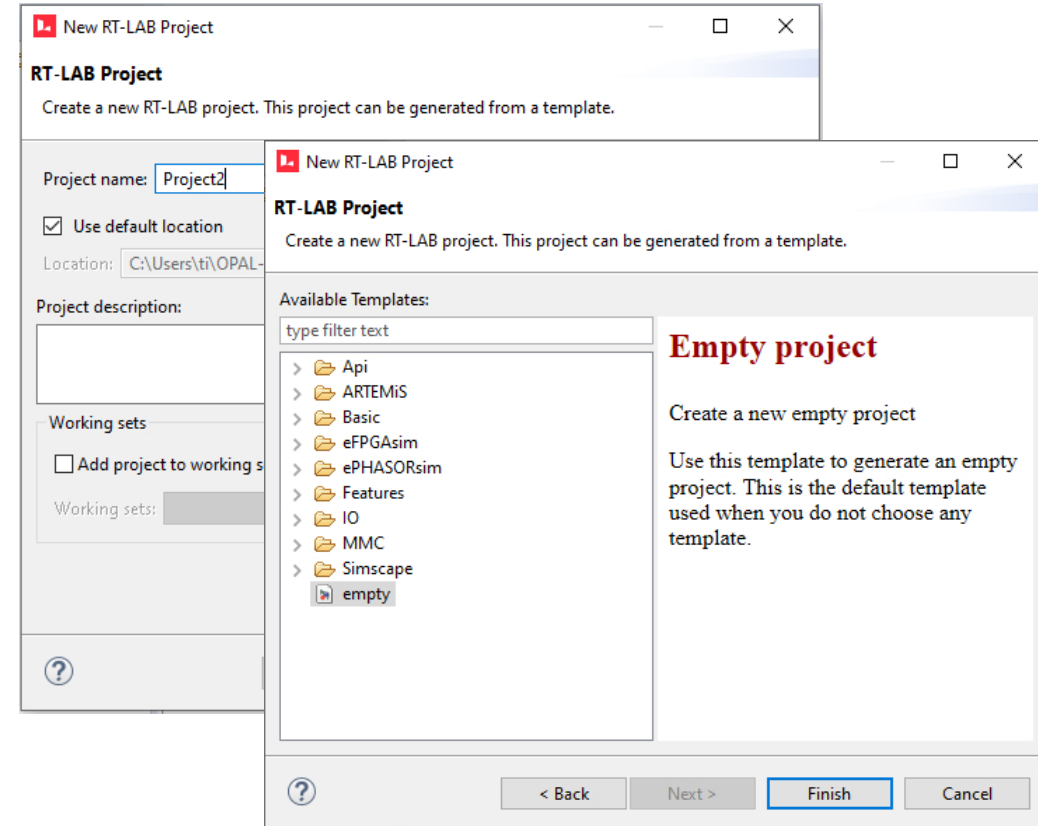 New RT-LAB Project
RT-LAB Project
Create a new RT-LAB project. This project can be generated from a template.
Project name: Project2
Use default location
Location: C:\Users\ti\OPAL-
Project description:
Working sets
Add project to working s
Working sets:
New RT-LAB Project
RT-LAB Project
Create a new RT-LAB project. This project can be generated from a template.
Available Templates:
type filter text
Api
ARTEMiS
Basic
eFPGAsim
ePHASORsim
Features
IO
MMC
Simscape
empty
Empty project
Create a new empty project
Use this template to generate an empty
project. This is the default template
used when you do not choose any
template.
< Back
Next >
Finish
Cancel